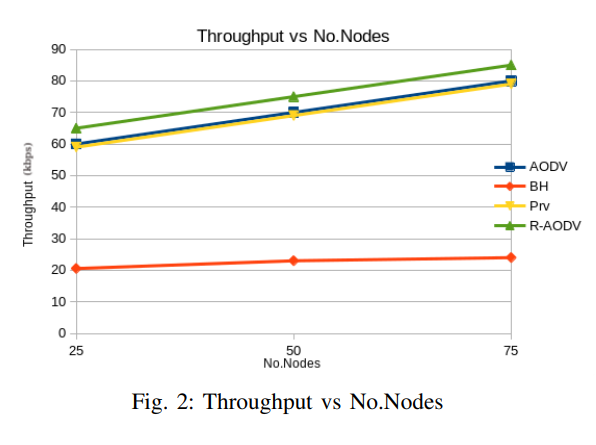 Throughput vs No.Nodes
90
80
70
60
50
40
30
20
10
0
Throughput (kbps)
25
50
75
No.Nodes
AODV
BH
Prv
R-AODV
Fig. 2: Throughput vs No.Nodes